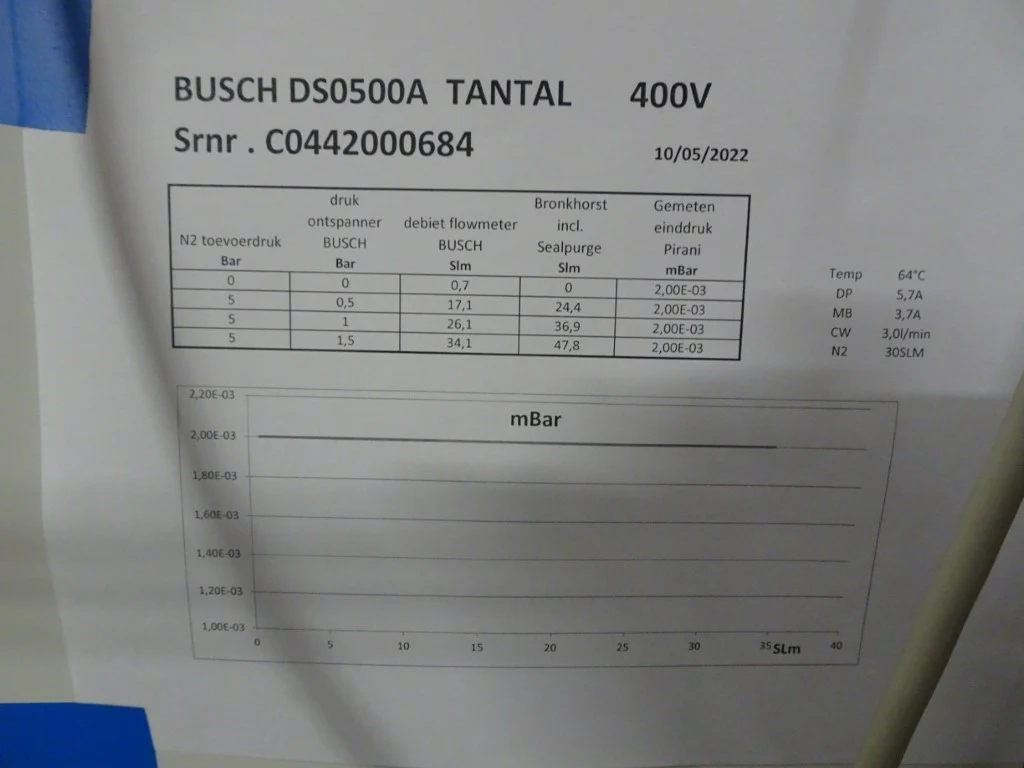 BUSCH DS0500A TANTAL 400V
Srnr . C0442000684
10/05/2022
N2 toevoerdruk druk ontspanner BUSCH debiet flowmeter BUSCH Bronkhorst incl. Sealpurge Gemeten einddruk Pirani
Bar Bar Slm Slm mBar
0 0 0,7 0 2,00E-03
5 0,5 17,1 24,4 2,00E-03
5 1 26,1 36,9 2,00E-03
5 1,5 34,1 47,8 2,00E-03
Temp 64°C
DP 5,7A
MB 3,7A
CW 3,0l/min
N2 30SLM
mBar
2,20E-03
2,00E-03
1,80E-03
1,60E-03
1,40E-03
1,20E-03
1,00E-03
0 5 10 15 20 25 30 35 SLm 40